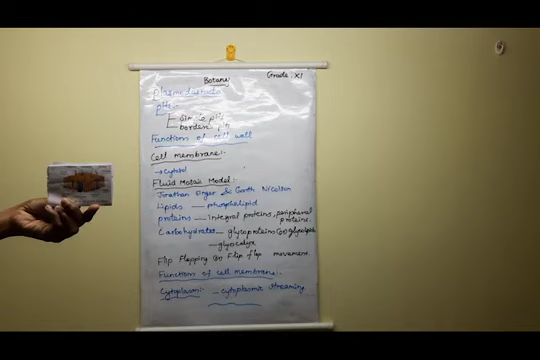 Botany
Grade : XI
Plasmodesmata
pits :-
simple pit
bordered pit
Functions of cell wall
Cell membrane:-
→ cytosol
Fluid Mosaic Model :-
Jonathan Singer & Garth Nicolson
Lipids — phospholipid
proteins — integral proteins, peripheral
proteins.
Carbohydrates — glycoproteins (or) glycolipids
— glycocalyx
Flip Flopping (or) Flip flop movement.
Functions of cell membrane:-
Cytoplasm:- - cytoplasmic streaming